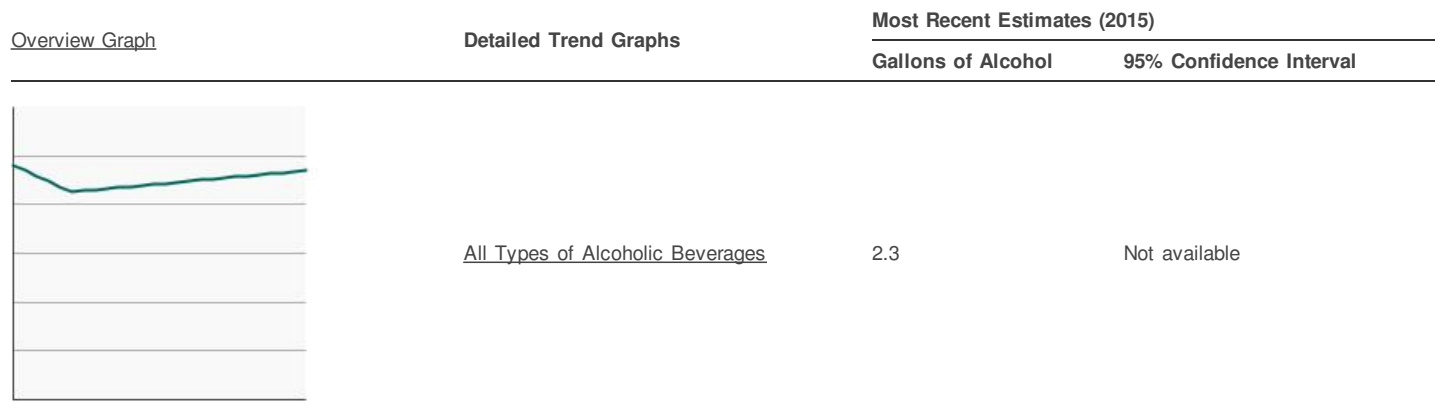 Overview Graph
Detailed Trend Graphs
Most Recent Estimates (2015)
Gallons of Alcohol
95% Confidence Interval
All Types of Alcoholic Beverages
2.3
Not available